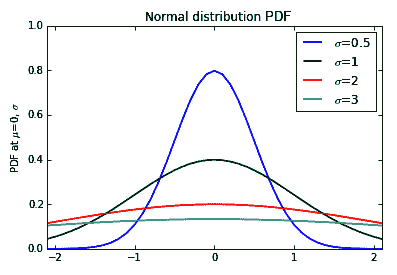 Normal distribution PDF
PDF at μ=0, σ
1.0
0.8
0.6
0.4
0.2
0.0
σ=0.5
σ=1
σ=2
σ=3
−2
−1
0
1
2